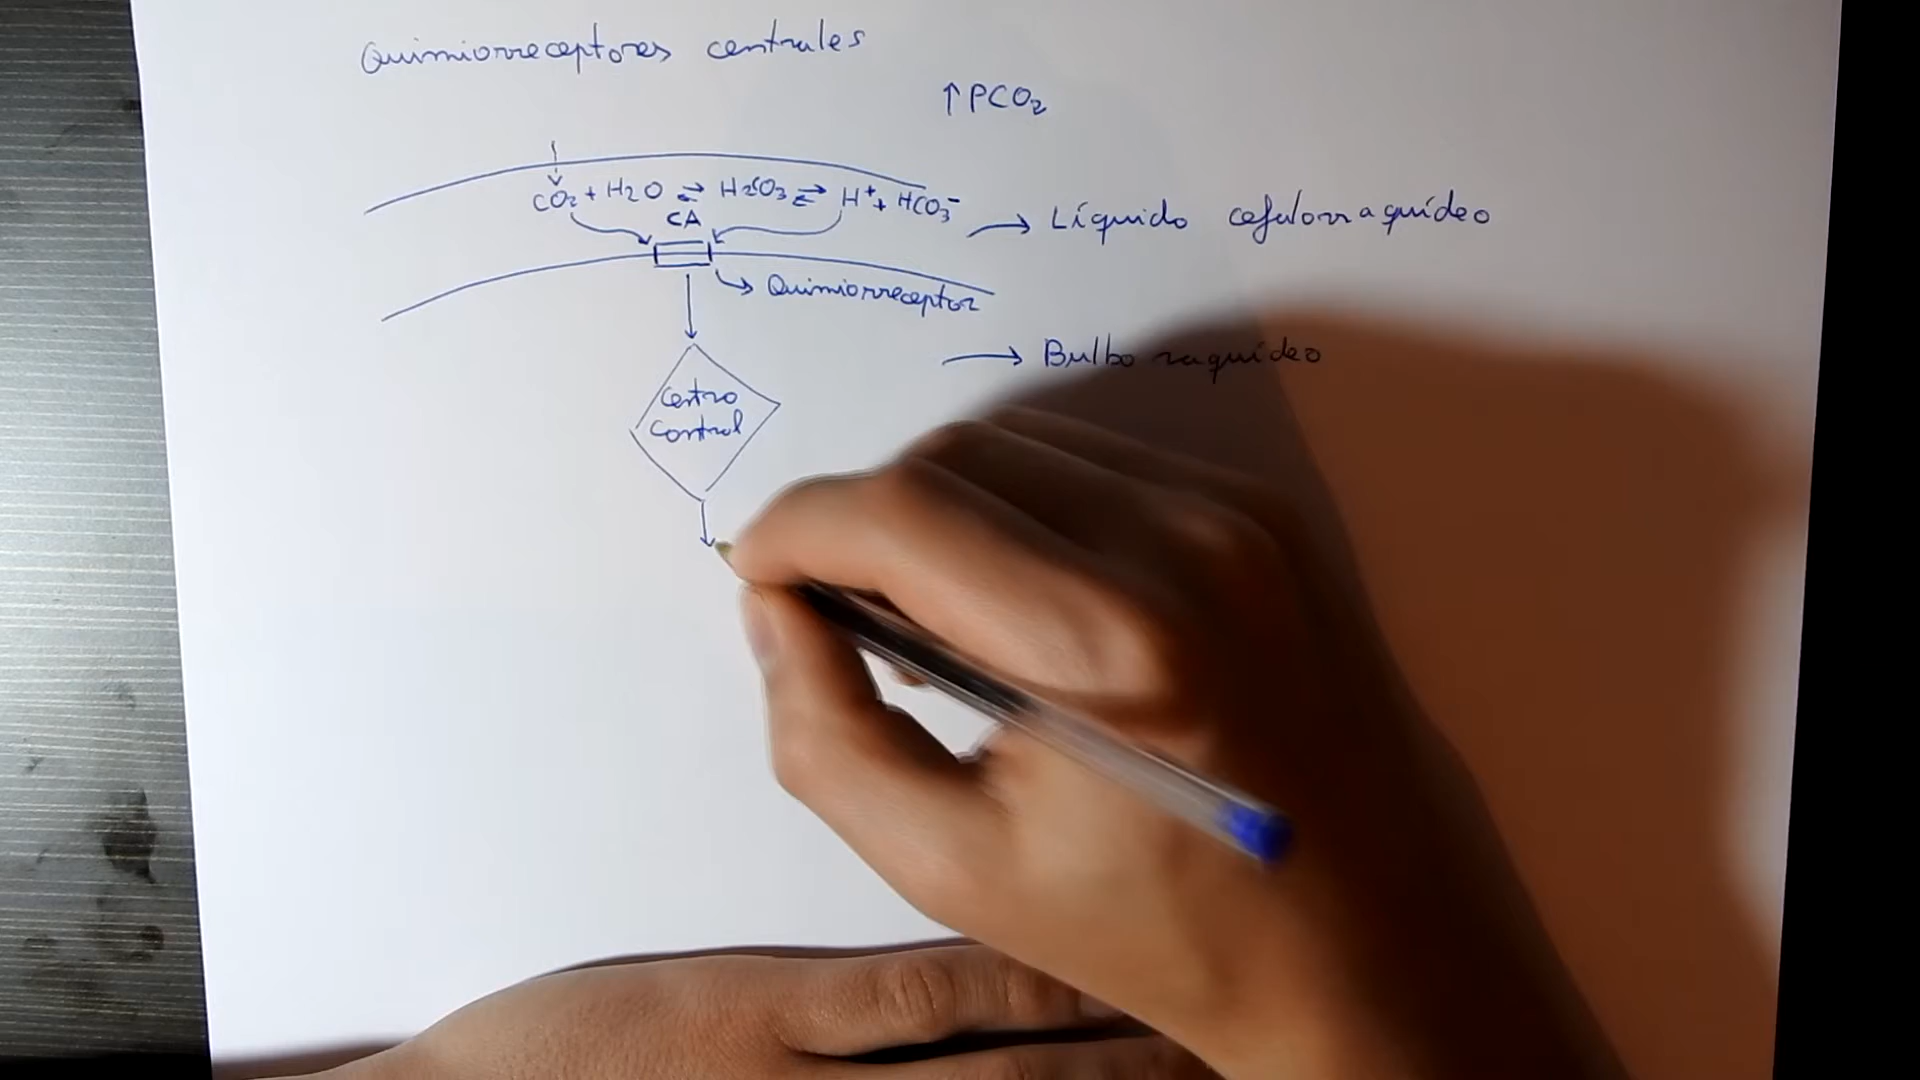 Quimiorreceptores centrales
↑PCO₂
CO₂ + H₂O ⇄ H₂CO₃ ⇄ H⁺ + HCO₃⁻
CA
→ Líquido cefalorraquídeo
→ Quimiorreceptor
→ Bulbo raquídeo
Centro
Control